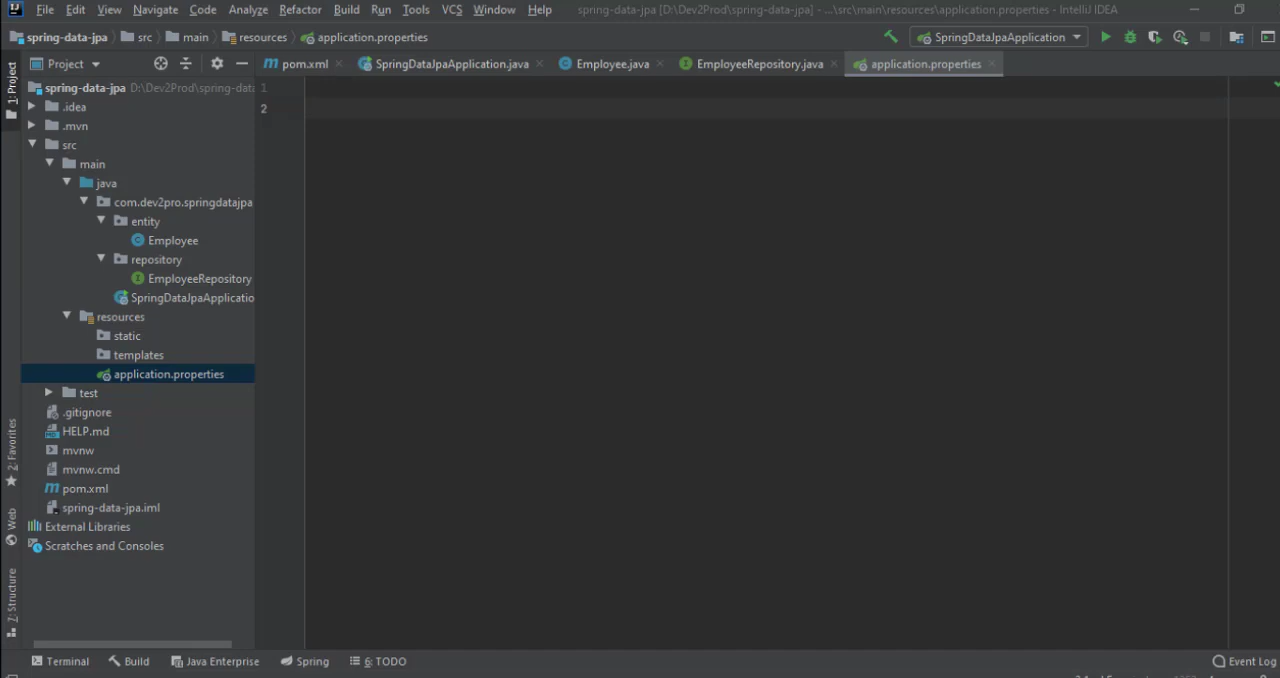 File Edit View Navigate Code Analyze Refactor Build Run Tools VCS Window Help spring-data-jpa [D:\Dev2Prod\spring-data-jpa] - ...\src\main\resources\application.properties - IntelliJ IDEA
spring-data-jpa src main resources application.properties SpringDataJpaApplication
Project pom.xml SpringDataJpaApplication.java Employee.java EmployeeRepository.java application.properties
1: Project
spring-data-jpa D:\Dev2Prod\spring-data 1
.idea 2
.mvn
src
main
java
com.dev2pro.springdatajpa
entity
Employee
repository
EmployeeRepository
SpringDataJpaApplicatio
resources
static
templates
application.properties
test
.gitignore
HELP.md
mvnw
mvnw.cmd
pom.xml
spring-data-jpa.iml
External Libraries
Scratches and Consoles
2: Favorites
Web
7: Structure
Terminal Build Java Enterprise Spring 6: TODO Event Log